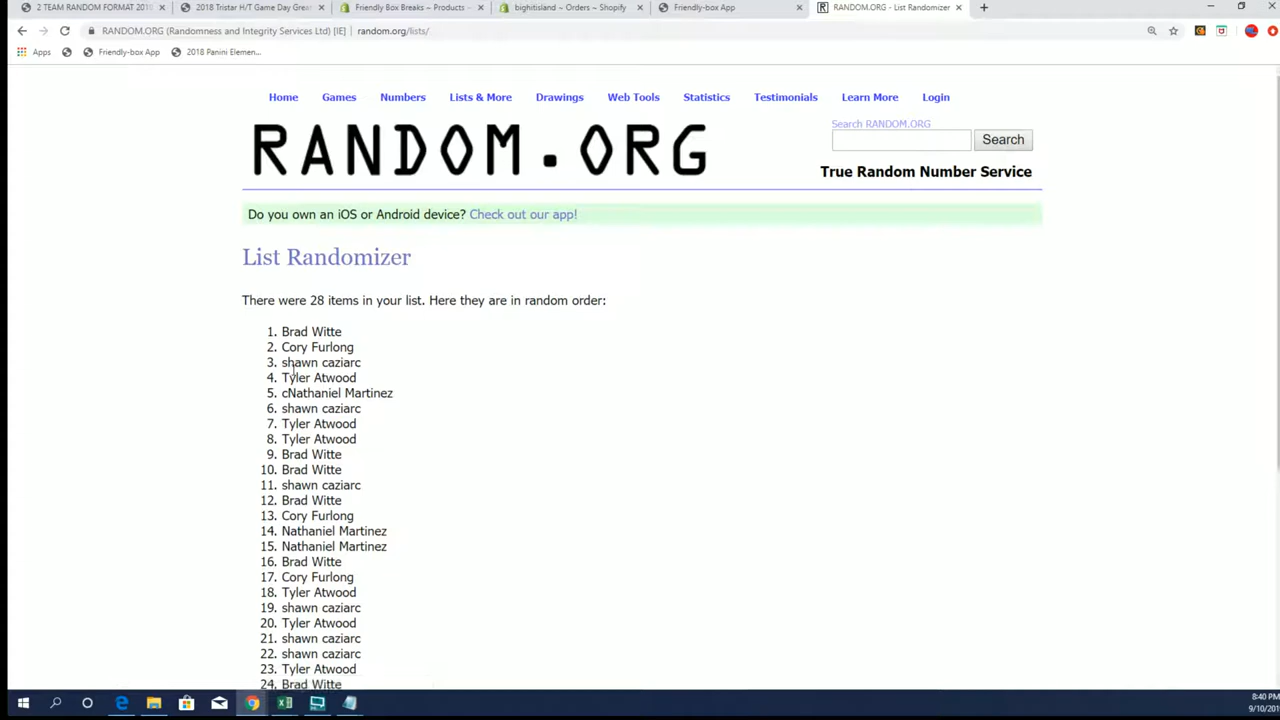 2 TEAM RANDOM FORMAT 2018 × 2018 Tristar H/T Game Day Great × Friendly Box Breaks ~ Products ~ × bighitisland ~ Orders ~ Shopify × Friendly-box App × RANDOM.ORG - List Randomizer ×
RANDOM.ORG (Randomness and Integrity Services Ltd) [IE] | random.org/lists/
Apps Friendly-box App 2018 Panini Elemen...
Home Games Numbers Lists & More Drawings Web Tools Statistics Testimonials Learn More Login
Search RANDOM.ORG
RANDOM.ORG
Search
True Random Number Service
Do you own an iOS or Android device? Check out our app!
List Randomizer
There were 28 items in your list. Here they are in random order:
1. Brad Witte
2. Cory Furlong
3. shawn caziarc
4. Tyler Atwood
5. cNathaniel Martinez
6. shawn caziarc
7. Tyler Atwood
8. Tyler Atwood
9. Brad Witte
10. Brad Witte
11. shawn caziarc
12. Brad Witte
13. Cory Furlong
14. Nathaniel Martinez
15. Nathaniel Martinez
16. Brad Witte
17. Cory Furlong
18. Tyler Atwood
19. shawn caziarc
20. Tyler Atwood
21. shawn caziarc
22. shawn caziarc
23. Tyler Atwood
24. Brad Witte
8:40 PM